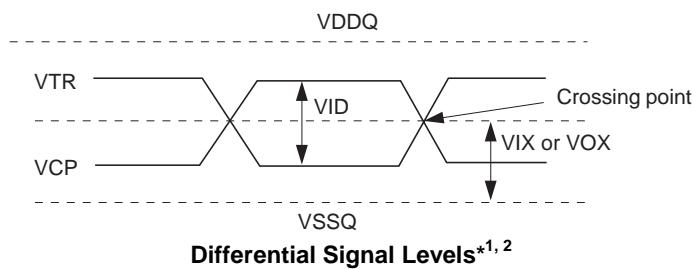 VDDQ
VTR
VID
Crossing point
VIX or VOX
VCP
VSSQ
Differential Signal Levels*1, 2